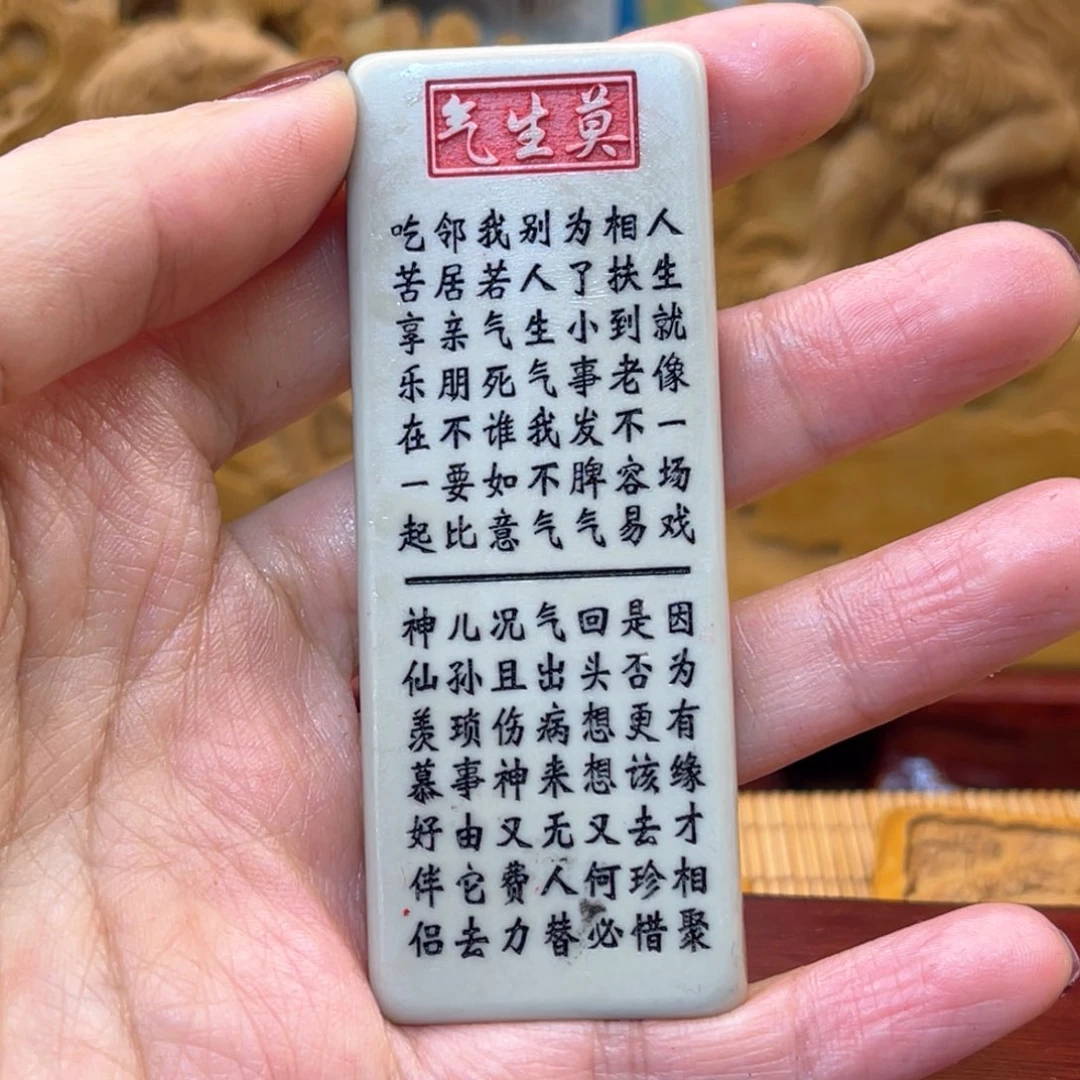 莫生气
人生就像一场戏
因为有缘才相聚
相扶到老不容易
是否更该去珍惜
为了小事发脾气
回头想想又何必
别人生气我不气
气出病来无人替
我若气死谁如意
况且伤神又费力
邻居亲朋不要比
儿孙琐事由它去
吃苦享乐在一起
神仙羡慕好伴侣